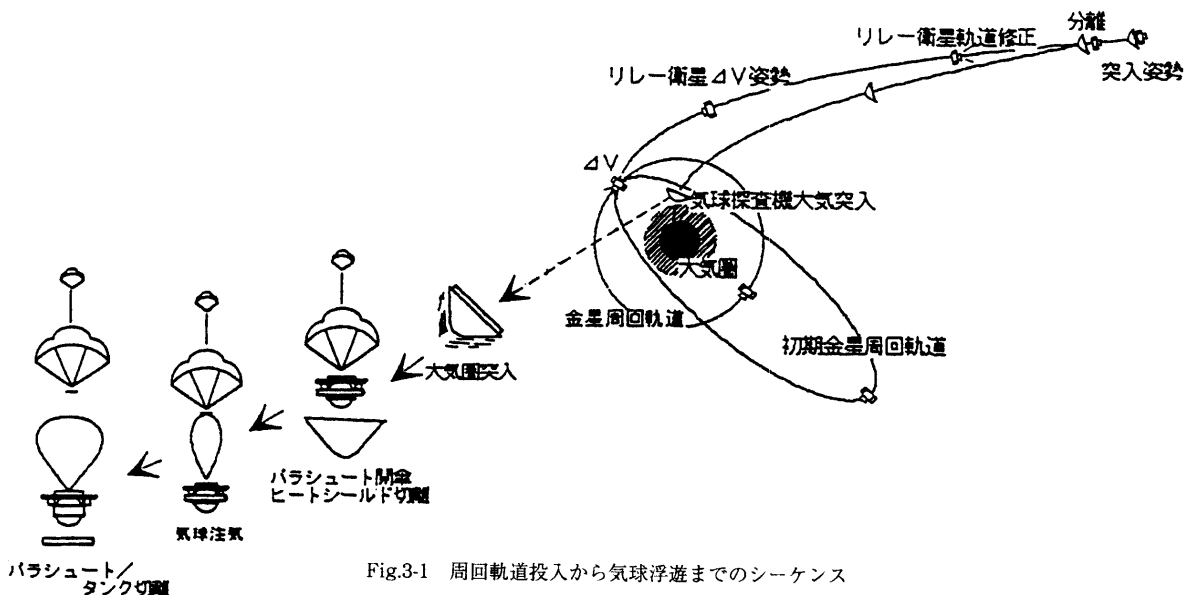 分離
リレー衛星軌道修正
突入姿勢
リレー衛星⊿V姿勢
⊿V
気球探査機大気突入
大気圏
金星周回軌道
初期金星周回軌道
大気圏突入
パラシュート開傘
ヒートシールド切離
気球注気
パラシュート／
タンク切離
Fig.3-1 周回軌道投入から気球浮遊までのシーケンス